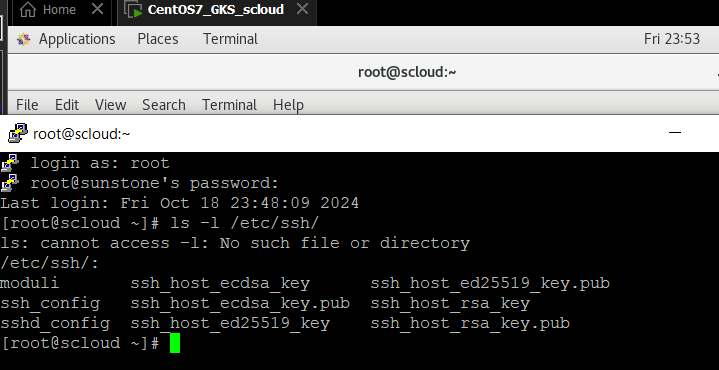 Home CentOS7_GKS_scloud
Applications Places Terminal Fri 23:53
root@scloud:~
File Edit View Search Terminal Help
root@scloud:~
login as: root
root@sunstone's password:
Last login: Fri Oct 18 23:48:09 2024
[root@scloud ~]# ls –l /etc/ssh/
ls: cannot access –l: No such file or directory
/etc/ssh/:
moduli ssh_host_ecdsa_key ssh_host_ed25519_key.pub
ssh_config ssh_host_ecdsa_key.pub ssh_host_rsa_key
sshd_config ssh_host_ed25519_key ssh_host_rsa_key.pub
[root@scloud ~]#